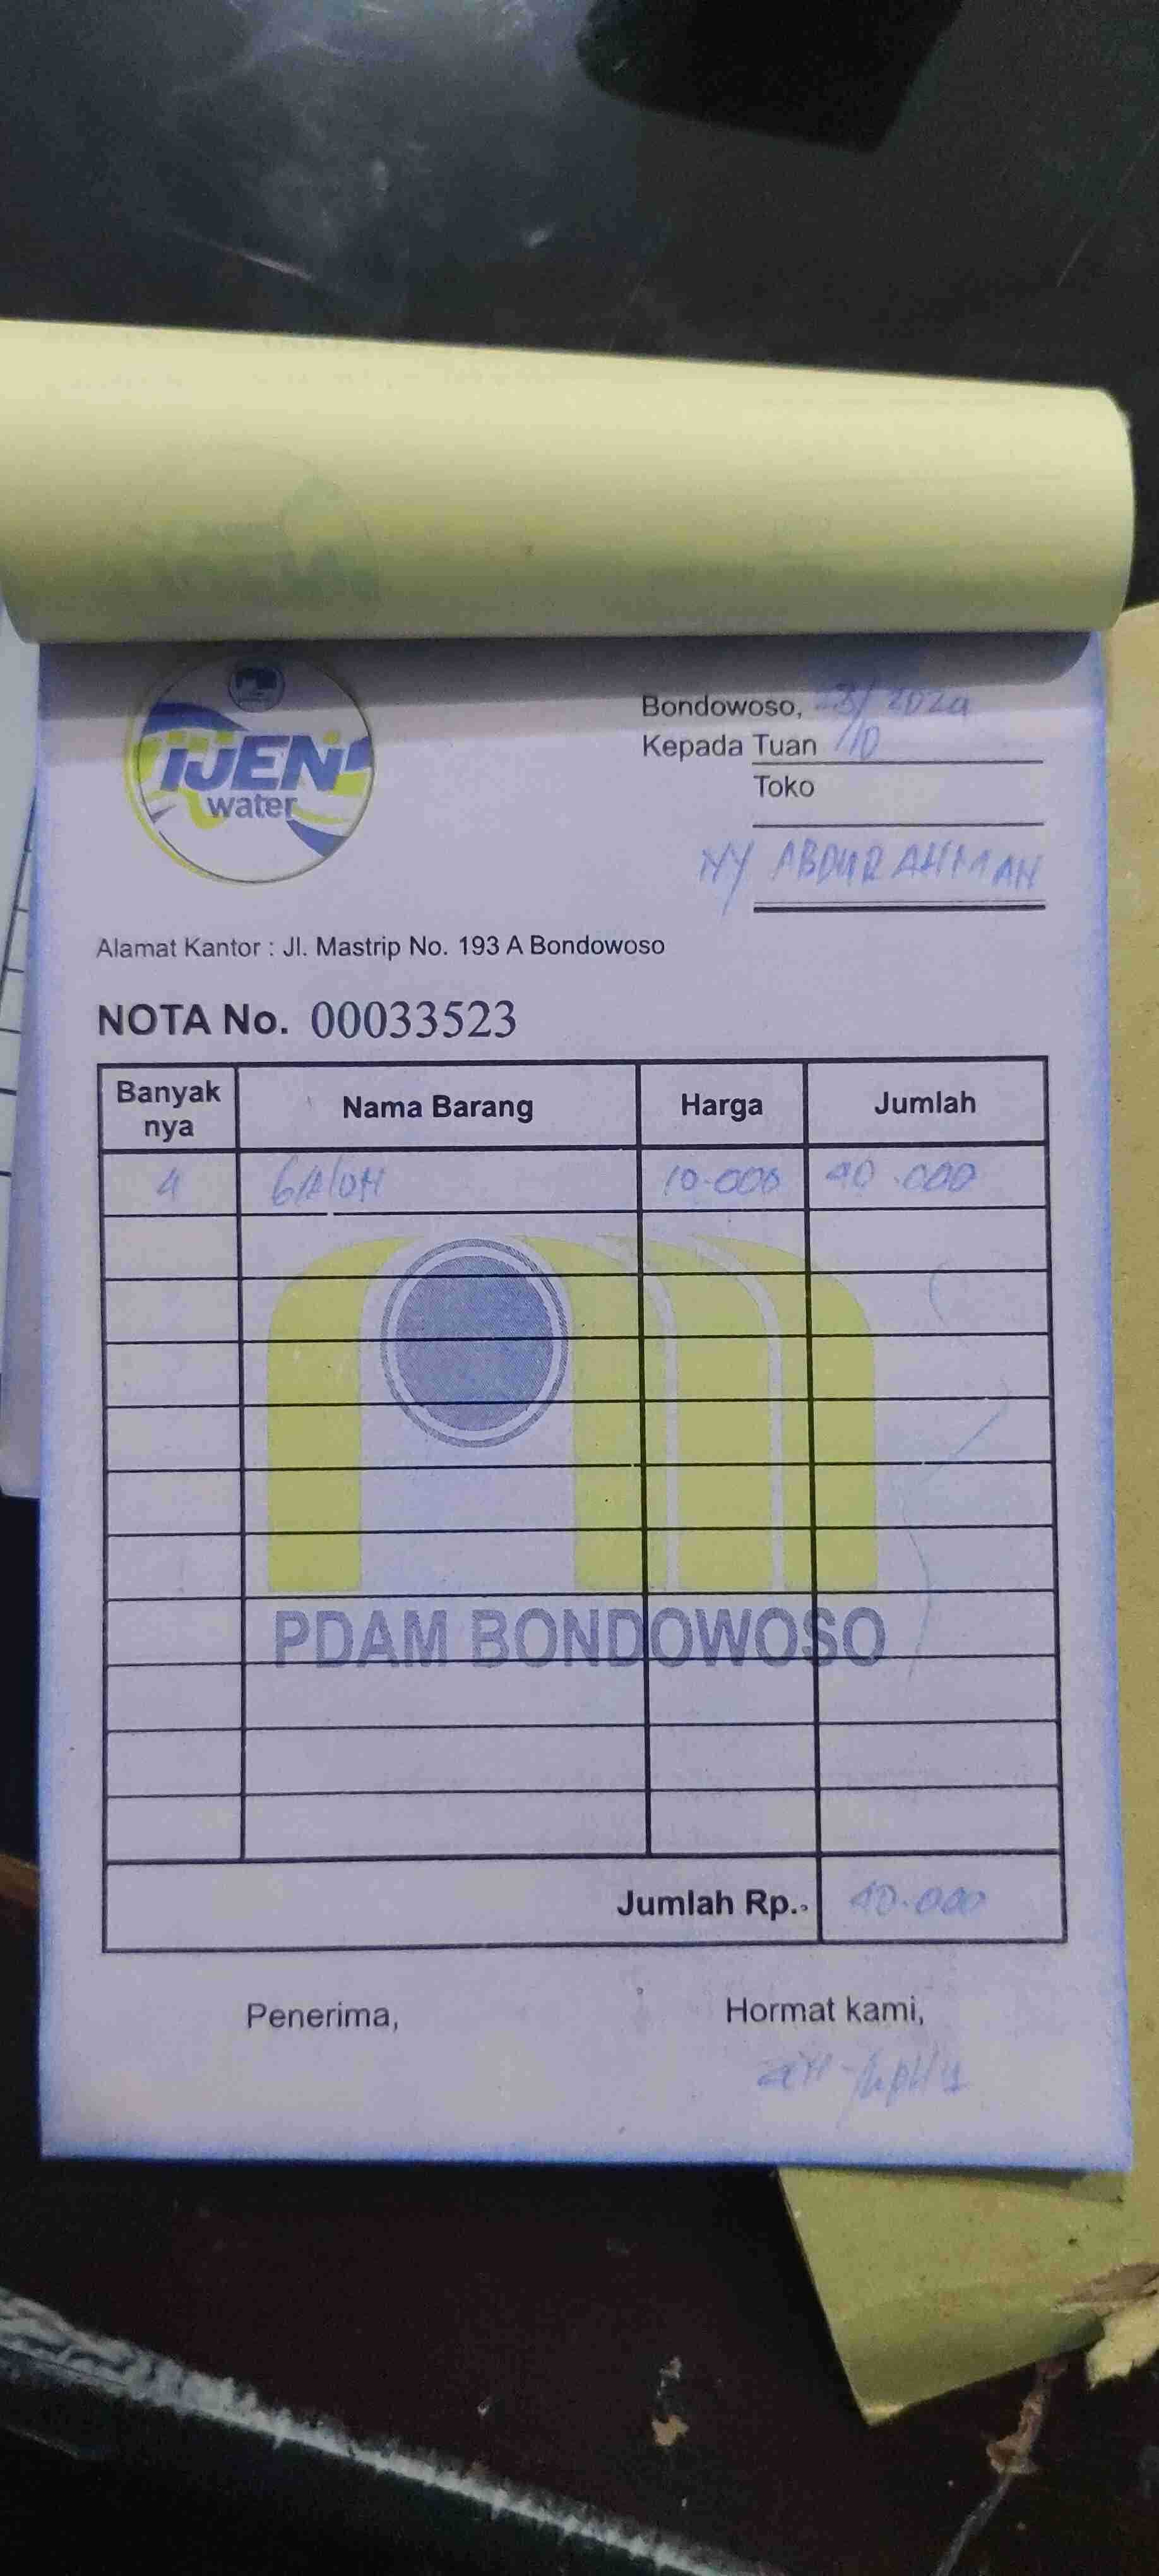 IJEN
water
Bondowoso, 28/10 2024
Kepada Tuan
Toko
NY ABDURAHMAN
Alamat Kantor : Jl. Mastrip No. 193 A Bondowoso
NOTA No. 00033523
Banyak nya Nama Barang Harga Jumlah
4 GAlON 10.000 40.000
PDAM BONDOWOSO
Jumlah Rp. 40.000
Penerima, Hormat kami,